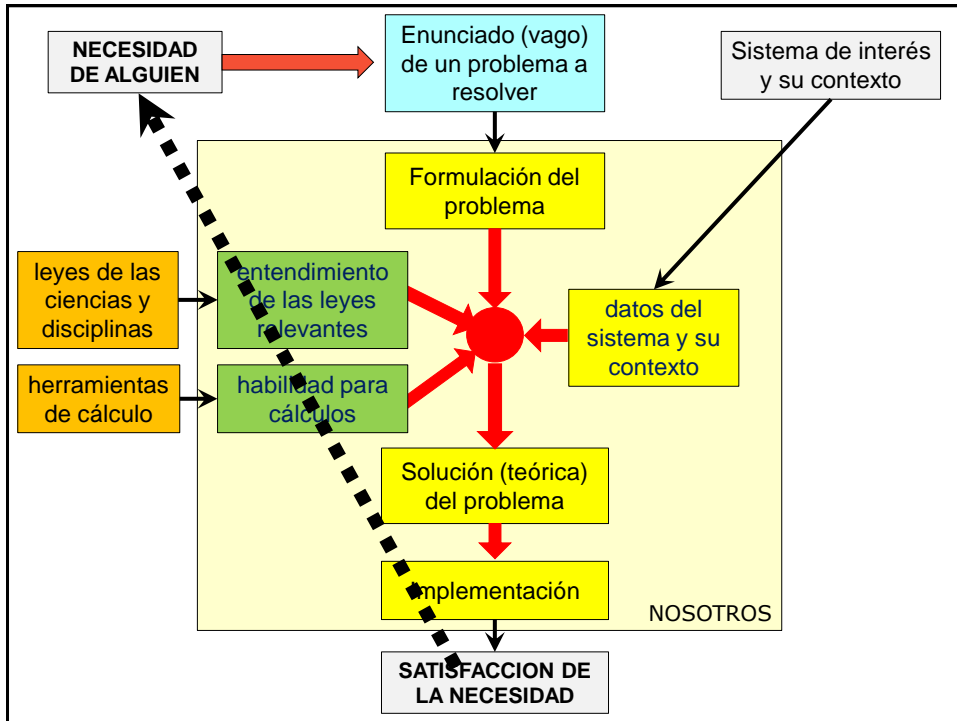 NECESIDAD
DE ALGUIEN
Enunciado (vago)
de un problema a
resolver
Sistema de interés
y su contexto
Formulación del
problema
leyes de las
ciencias y
disciplinas
entendimiento
de las leyes
relevantes
datos del
sistema y su
contexto
herramientas
de cálculo
habilidad para
cálculos
Solución (teórica)
del problema
Implementación
NOSOTROS
SATISFACCION DE
LA NECESIDAD